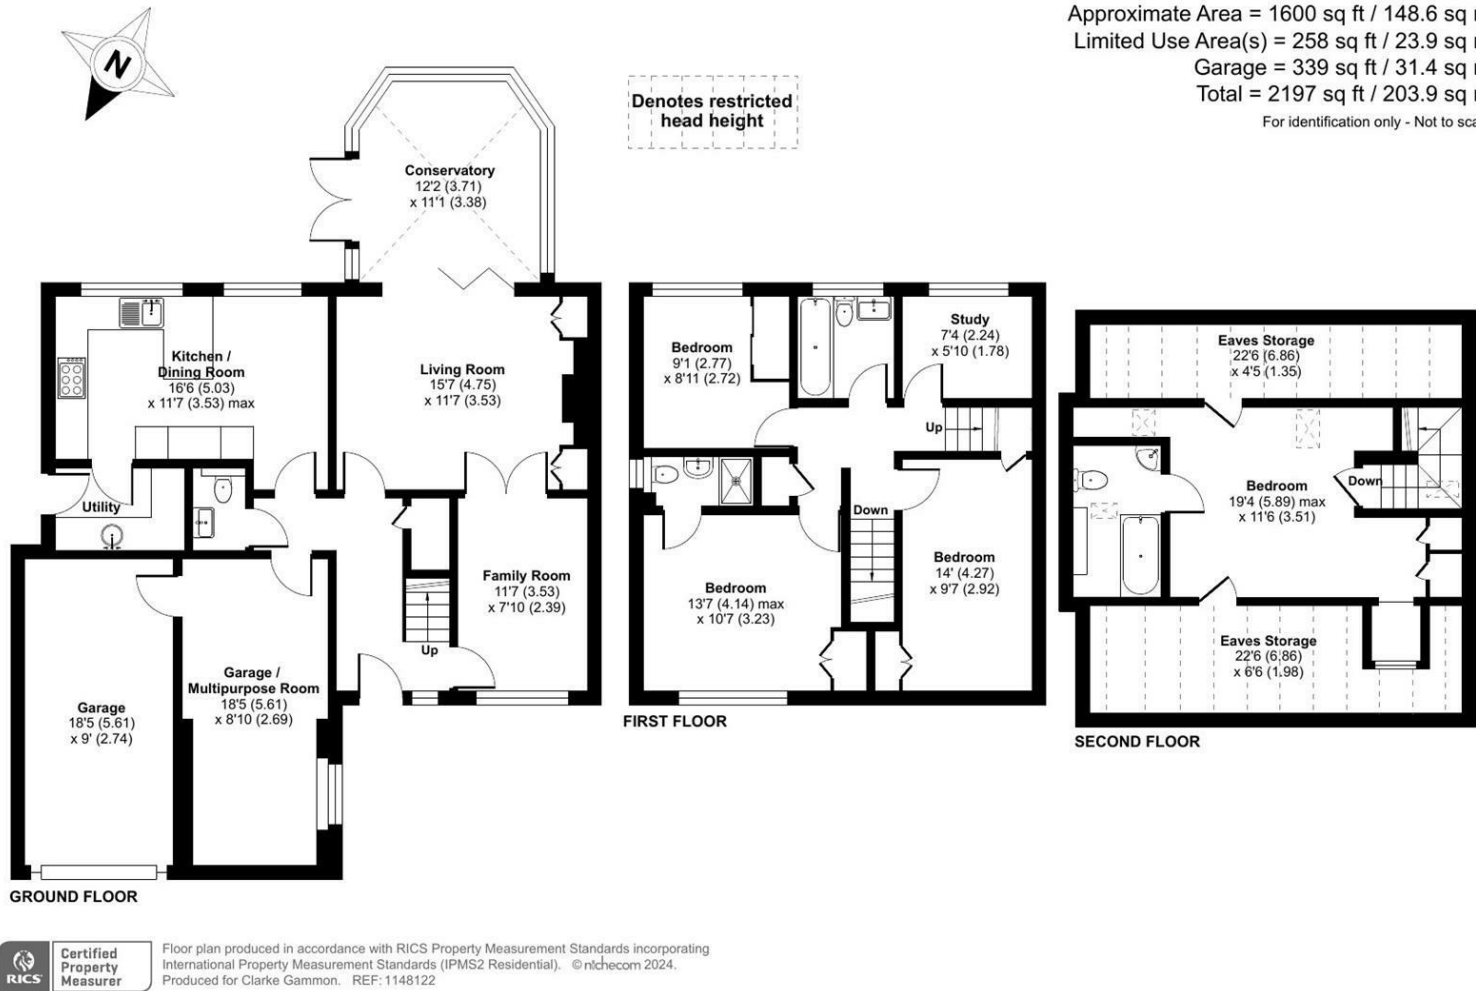 Approximate Area = 1600 sq ft / 148.6 sq
Limited Use Area(s) = 258 sq ft / 23.9 sq
Garage = 339 sq ft / 31.4 sq
Total = 2197 sq ft / 203.9 sq
For identification only - Not to
N
Denotes restricted
head height
Conservatory
12'2 (3.71)
x 11'1 (3.38)
Kitchen /
Dining Room
16'6 (5.03)
x 11'7 (3.53) max
Living Room
15'7 (4.75)
x 11'7 (3.53)
Utility
Family Room
11'7 (3.53)
x 7'10 (2.39)
Up
Garage /
Multipurpose Room
18'5 (5.61)
x 8'10 (2.69)
Garage
18'5 (5.61)
x 9' (2.74)
GROUND FLOOR
Bedroom
9'1 (2.77)
x 8'11 (2.72)
Study
7'4 (2.24)
x 5'10 (1.78)
Up
Down
Bedroom
14' (4.27)
x 9'7 (2.92)
Bedroom
13'7 (4.14) max
x 10'7 (3.23)
FIRST FLOOR
Eaves Storage
22'6 (6.86)
x 4'5 (1.35)
Bedroom
19'4 (5.89) max
x 11'6 (3.51)
Down
Eaves Storage
22'6 (6.86)
x 6'6 (1.98)
SECOND FLOOR
RICS
Certified
Property
Measurer
Floor plan produced in accordance with RICS Property Measurement Standards incorporating
International Property Measurement Standards (IPMS2 Residential). © nichecom 2024.
Produced for Clarke Gammon. REF: 1148122